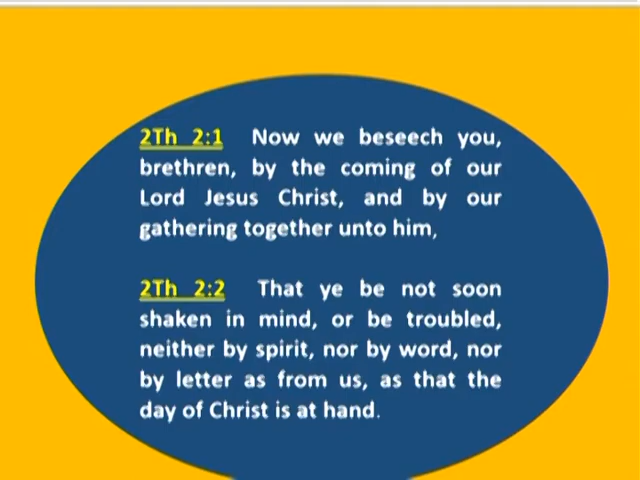 2Th 2:1 Now we beseech you,
brethren, by the coming of our
Lord Jesus Christ, and by our
gathering together unto him,
2Th 2:2 That ye be not soon
shaken in mind, or be troubled,
neither by spirit, nor by word, nor
by letter as from us, as that the
day of Christ is at hand.